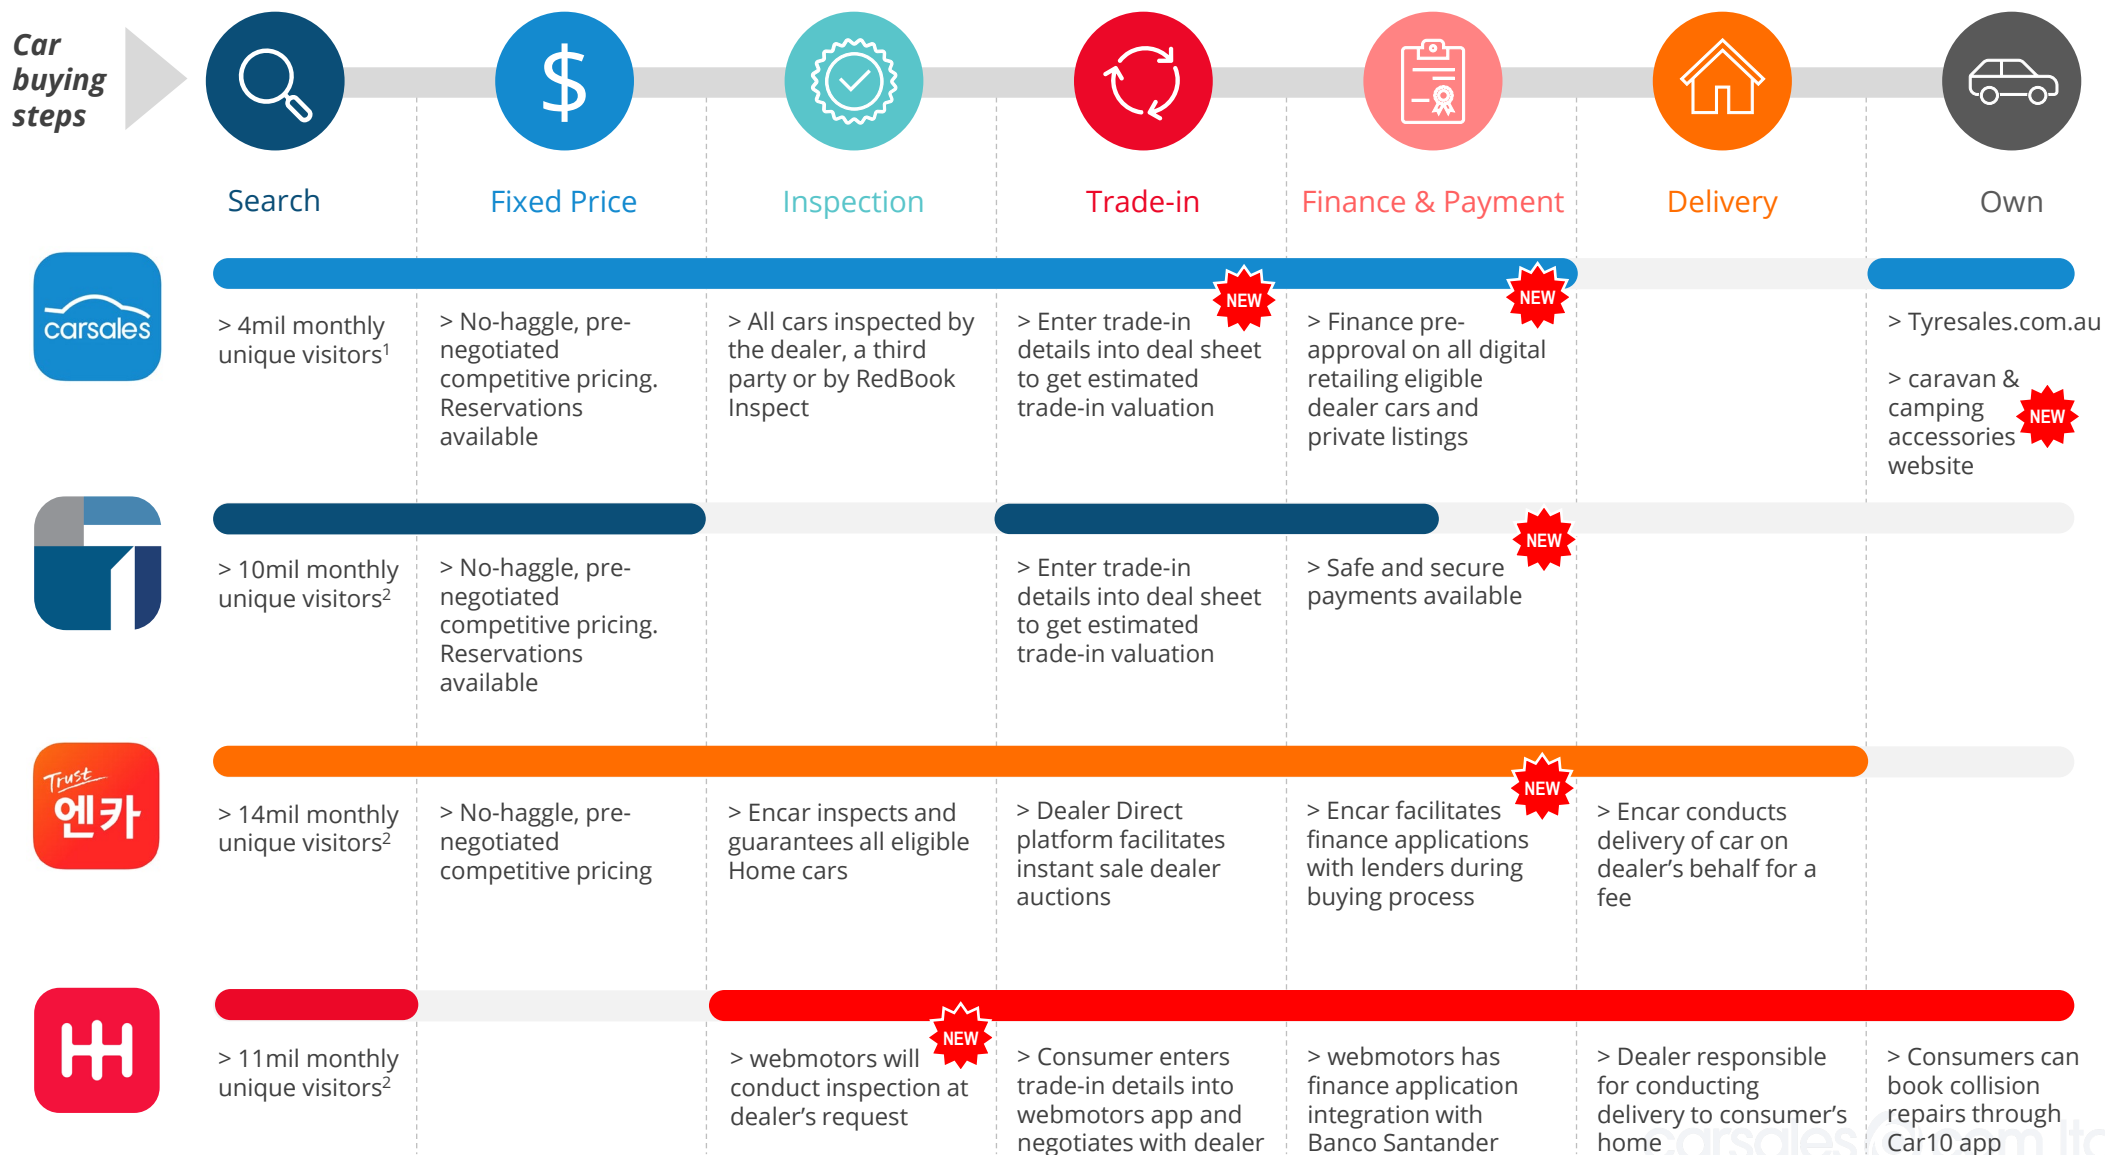 Car
buying
steps
$
Search
Fixed Price
Inspection
Trade-in
Finance & Payment
Delivery
Own
carsales
> 4mil monthly
unique visitors1
> No-haggle, pre-
negotiated
competitive pricing.
Reservations
available
> All cars inspected by
the dealer, a third
party or by RedBook
Inspect
NEW
> Enter trade-in
details into deal sheet
to get estimated
trade-in valuation
NEW
> Finance pre-
approval on all digital
retailing eligible
dealer cars and
private listings
> Tyresales.com.au
> caravan &
camping
accessories
website
NEW
> 10mil monthly
unique visitors2
> No-haggle, pre-
negotiated
competitive pricing.
Reservations
available
> Enter trade-in
details into deal sheet
to get estimated
trade-in valuation
NEW
> Safe and secure
payments available
Trust
엔카
> 14mil monthly
unique visitors2
> No-haggle, pre-
negotiated
competitive pricing
> Encar inspects and
guarantees all eligible
Home cars
> Dealer Direct
platform facilitates
instant sale dealer
auctions
NEW
> Encar facilitates
finance applications
with lenders during
buying process
> Encar conducts
delivery of car on
dealer's behalf for a
fee
> 11mil monthly
unique visitors2
NEW
> webmotors will
conduct inspection at
dealer's request
> Consumer enters
trade-in details into
webmotors app and
negotiates with dealer
> webmotors has
finance application
integration with
Banco Santander
> Dealer responsible
for conducting
delivery to consumer's
home
> Consumers can
book collision
repairs through
Car10 app